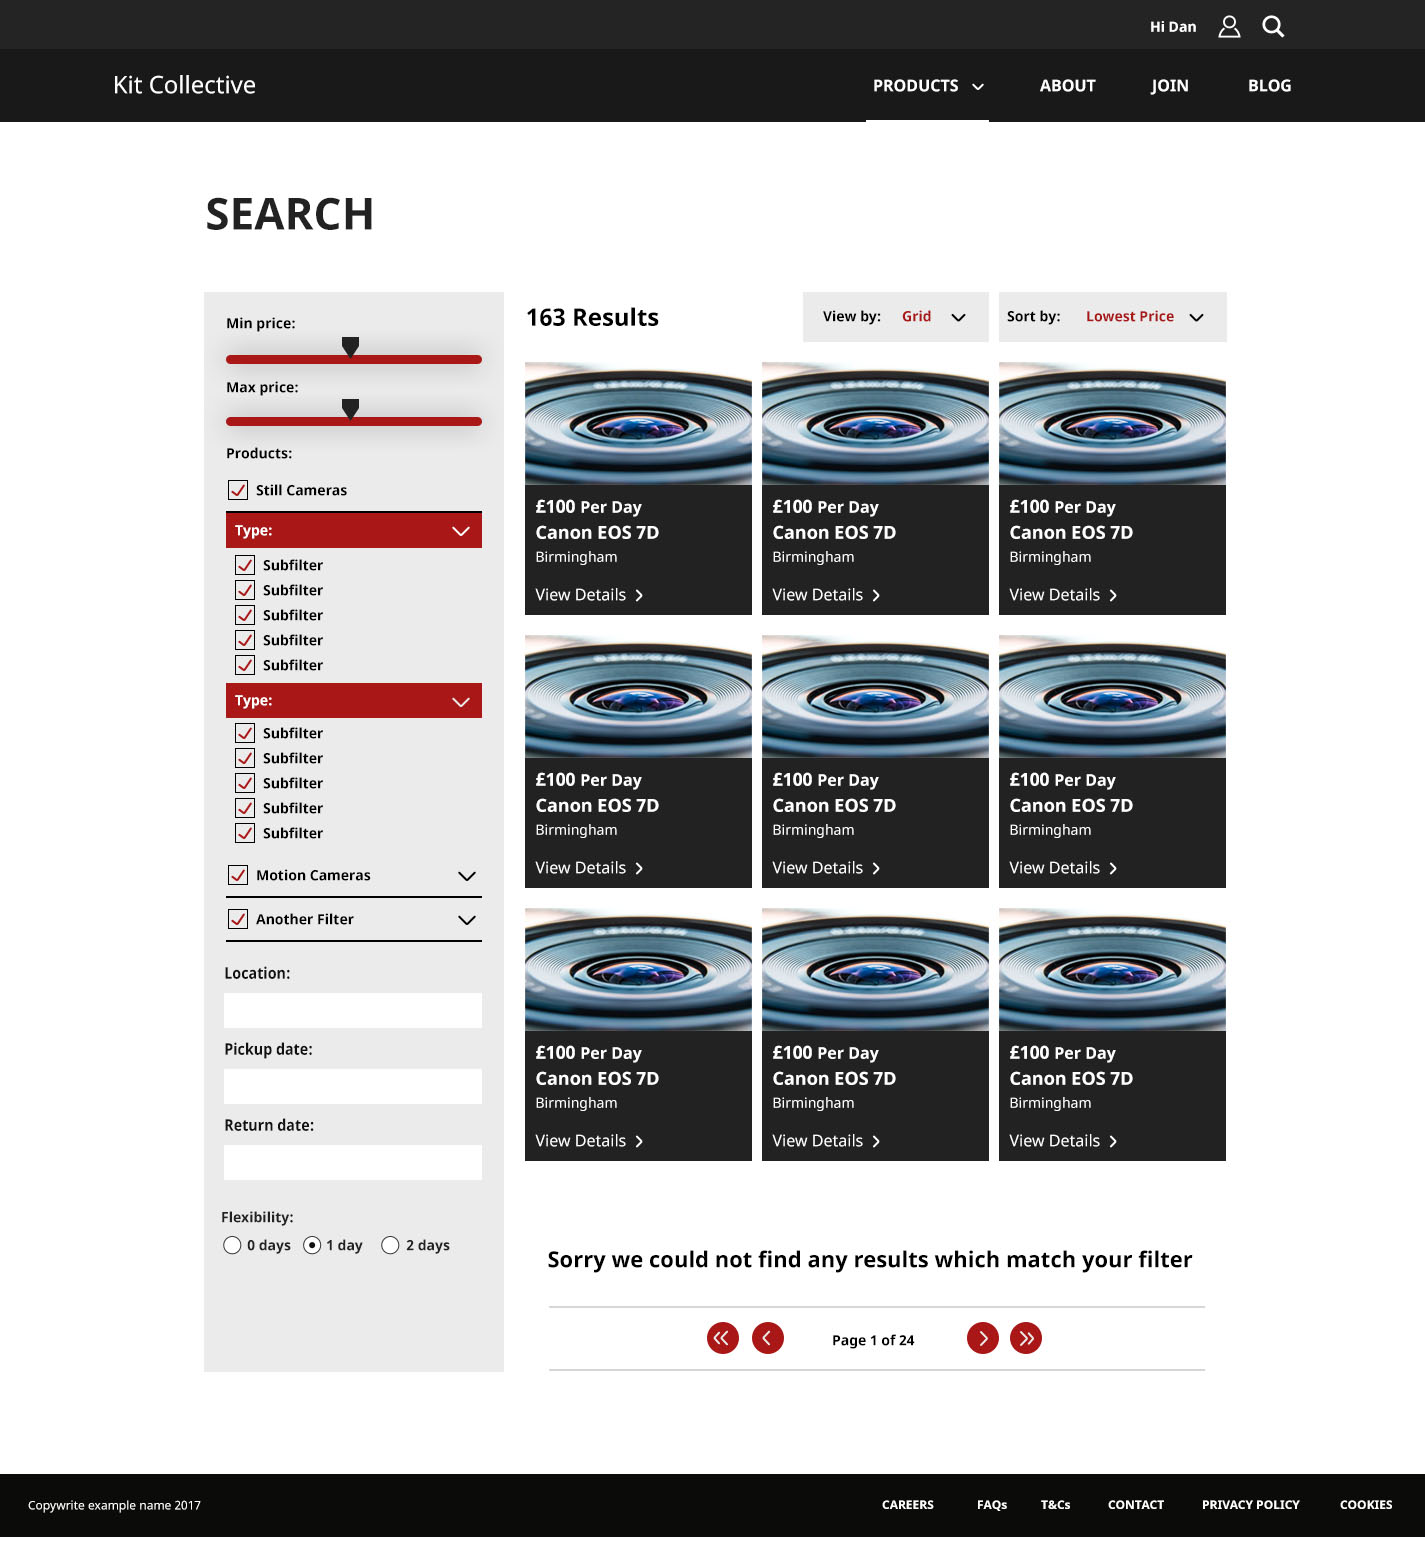 Hi Dan
Kit Collective
PRODUCTS
ABOUT
JOIN
BLOG
SEARCH
Min price:
Max price:
Products:
Still Cameras
Type:
Subfilter
Subfilter
Subfilter
Subfilter
Subfilter
Type:
Subfilter
Subfilter
Subfilter
Subfilter
Subfilter
Motion Cameras
Another Filter
Location:
Pickup date:
Return date:
Flexibility:
0 days 1 day 2 days
163 Results
View by: Grid
Sort by: Lowest Price
£100 Per Day
Canon EOS 7D
Birmingham
View Details
£100 Per Day
Canon EOS 7D
Birmingham
View Details
£100 Per Day
Canon EOS 7D
Birmingham
View Details
£100 Per Day
Canon EOS 7D
Birmingham
View Details
£100 Per Day
Canon EOS 7D
Birmingham
View Details
£100 Per Day
Canon EOS 7D
Birmingham
View Details
£100 Per Day
Canon EOS 7D
Birmingham
View Details
£100 Per Day
Canon EOS 7D
Birmingham
View Details
£100 Per Day
Canon EOS 7D
Birmingham
View Details
Sorry we could not find any results which match your filter
Page 1 of 24
Copywrite example name 2017
CAREERS
FAQs
T&Cs
CONTACT
PRIVACY POLICY
COOKIES